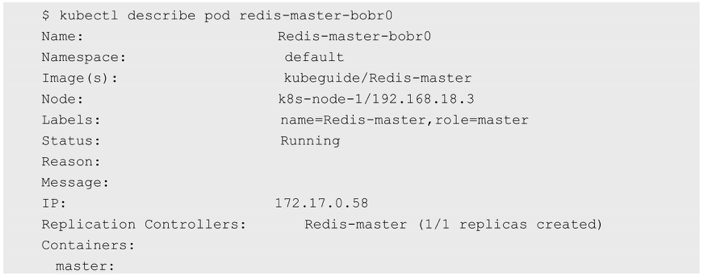 $ kubectl describe pod redis-master-bobr0
Name: Redis-master-bobr0
Namespace: default
Image(s): kubeguide/Redis-master
Node: k8s-node-1/192.168.18.3
Labels: name=Redis-master,role=master
Status: Running
Reason:
Message:
IP: 172.17.0.58
Replication Controllers: Redis-master (1/1 replicas created)
Containers:
master: